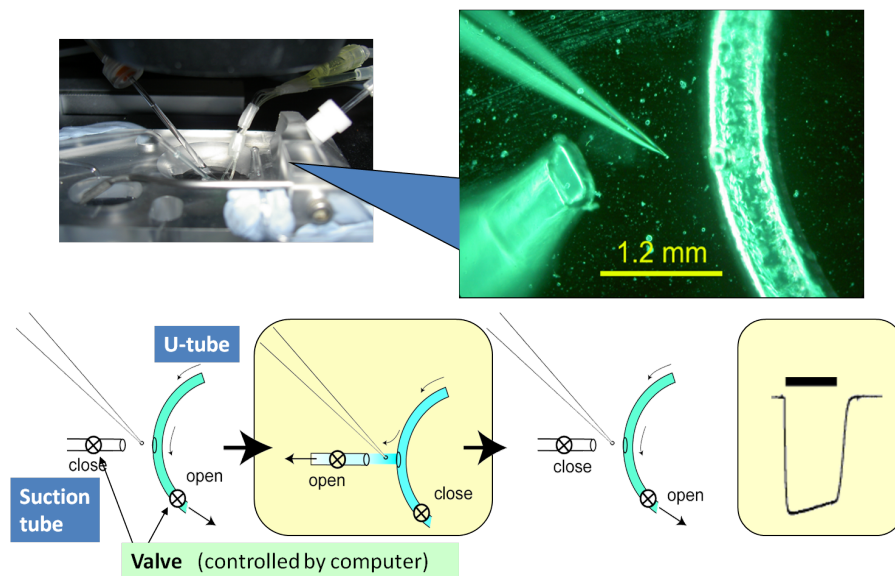 1.2 mm
U-tube
close
open
Suction
tube
open
close
close
open
Valve (controlled by computer)